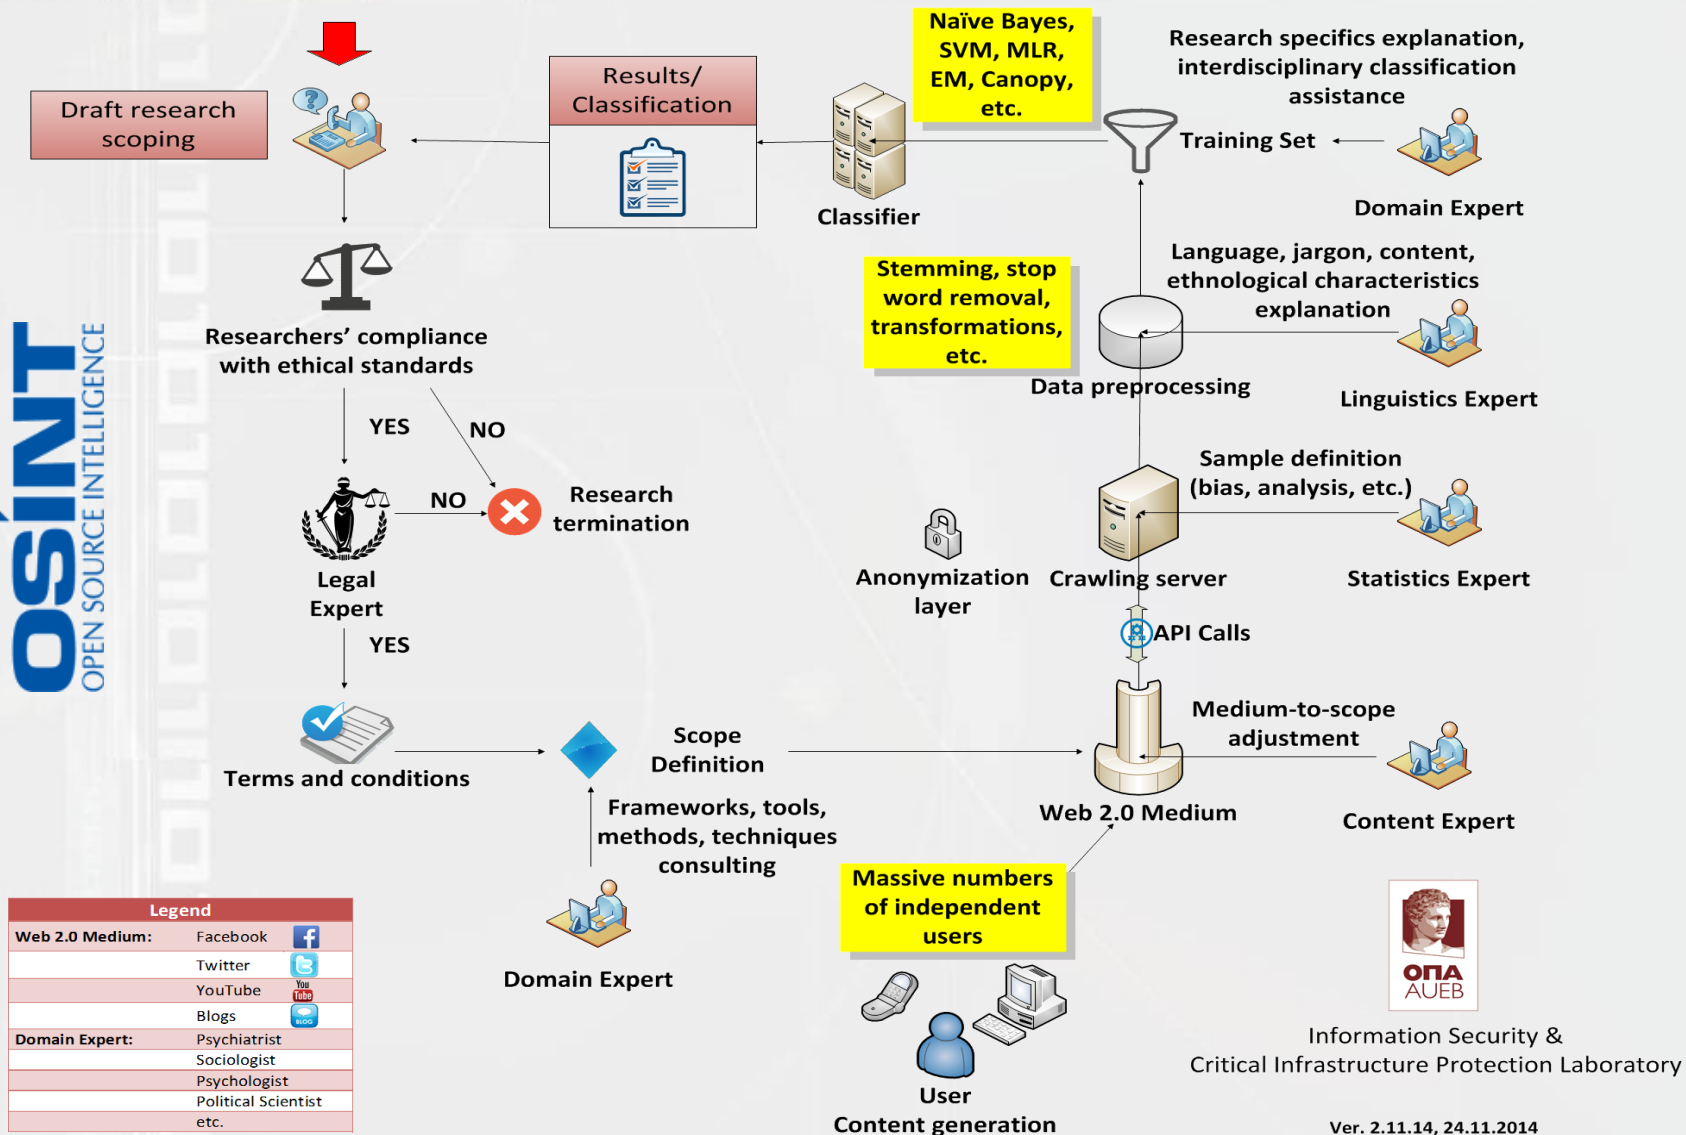 Draft research
scoping
Results/
Classification
Naïve Bayes,
SVM, MLR,
EM, Canopy,
etc.
Classifier
Research specifics explanation,
interdisciplinary classification
assistance
Training Set
Domain Expert
Researchers’ compliance
with ethical standards
YES
NO
NO
Research
termination
Legal
Expert
YES
Terms and conditions
Stemming, stop
word removal,
transformations,
etc.
Language, jargon, content,
ethnological characteristics
explanation
Data preprocessing
Linguistics Expert
Sample definition
(bias, analysis, etc.)
Anonymization
layer
Crawling server
Statistics Expert
API Calls
Scope
Definition
Frameworks, tools,
methods, techniques
consulting
Domain Expert
Medium-to-scope
adjustment
Web 2.0 Medium
Content Expert
Massive numbers
of independent
users
User
Content generation
OSINT
OPEN SOURCE INTELLIGENCE
Legend
Web 2.0 Medium: Facebook f
Twitter t
YouTube You Tube
Blogs BLOG
Domain Expert: Psychiatrist
Sociologist
Psychologist
Political Scientist
etc.
ΟΠΑ
AUEB
Information Security &
Critical Infrastructure Protection Laboratory
Ver. 2.11.14, 24.11.2014